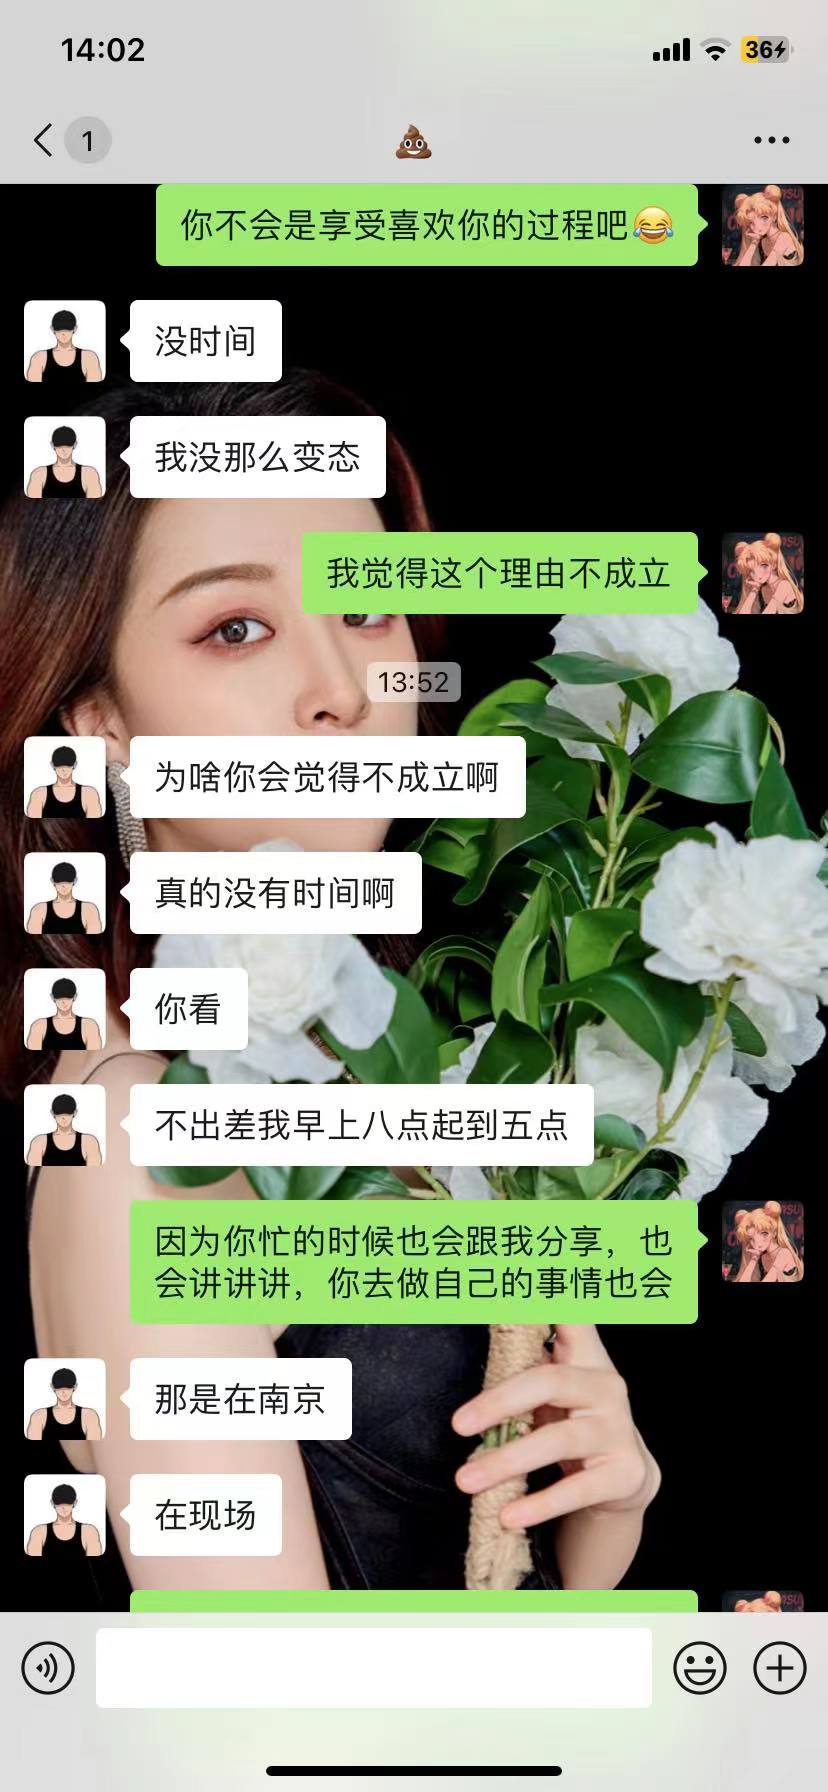 14:02
36
1
你不会是享受喜欢你的过程吧😂
没时间
我没那么变态
我觉得这个理由不成立
13:52
为啥你会觉得不成立啊
真的没有时间啊
你看
不出差我早上八点起到五点
因为你忙的时候也会跟我分享，也
会讲讲讲，你去做自己的事情也会
那是在南京
在现场